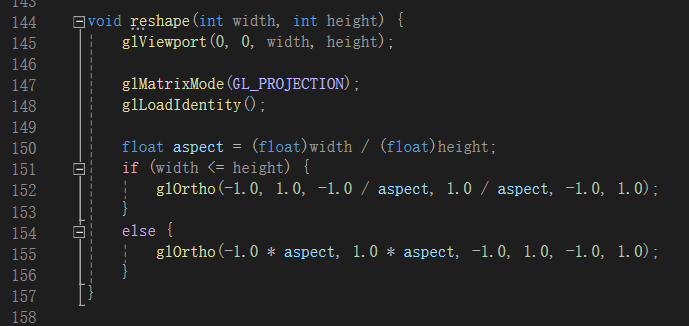 143
144 void reshape(int width, int height) {
145 glViewport(0, 0, width, height);
146
147 glMatrixMode(GL_PROJECTION);
148 glLoadIdentity();
149
150 float aspect = (float)width / (float)height;
151 if (width <= height) {
152 glOrtho(-1.0, 1.0, -1.0 / aspect, 1.0 / aspect, -1.0, 1.0);
153 }
154 else {
155 glOrtho(-1.0 * aspect, 1.0 * aspect, -1.0, 1.0, -1.0, 1.0);
156 }
157 }
158